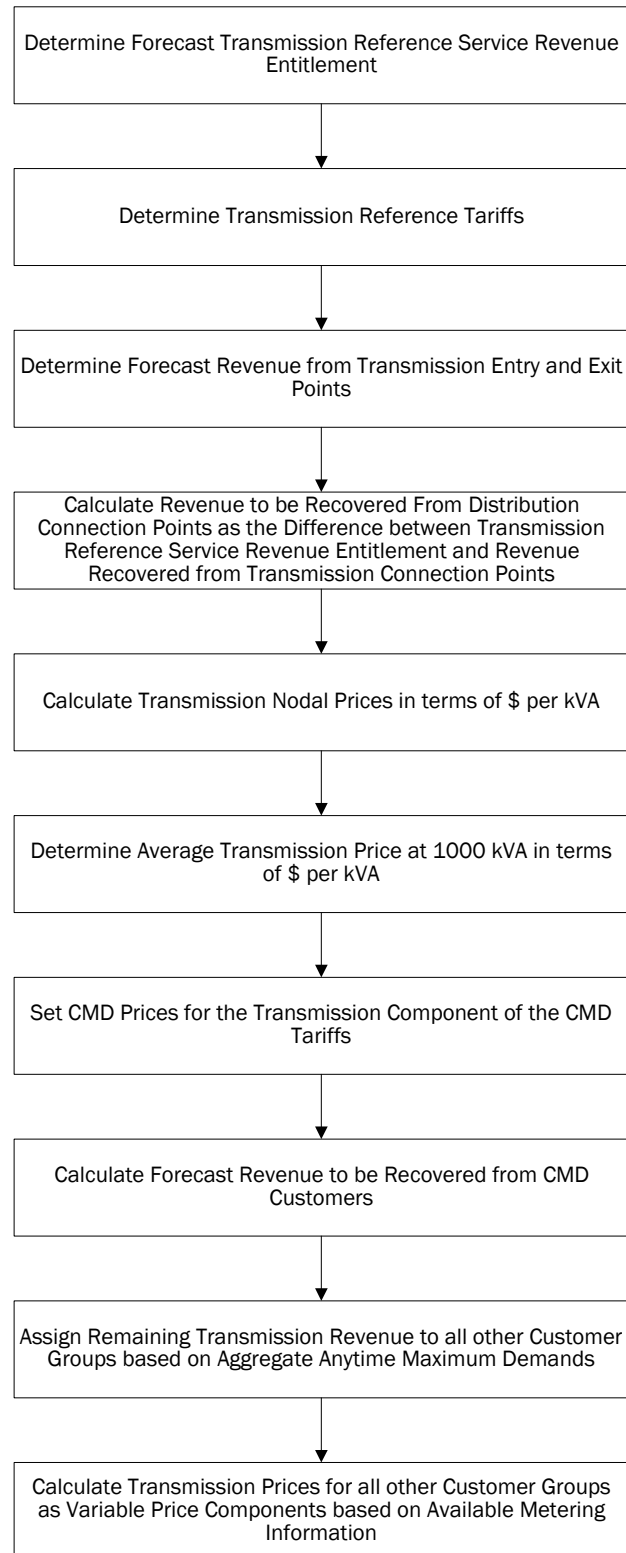 Determine Forecast Transmission Reference Service Revenue
Entitlement
Determine Transmission Reference Tariffs
Determine Forecast Revenue from Transmission Entry and Exit
Points
Calculate Revenue to be Recovered From Distribution
Connection Points as the Difference between Transmission
Reference Service Revenue Entitlement and Revenue
Recovered from Transmission Connection Points
Calculate Transmission Nodal Prices in terms of $ per kVA
Determine Average Transmission Price at 1000 kVA in terms
of $ per kVA
Set CMD Prices for the Transmission Component of the CMD
Tariffs
Calculate Forecast Revenue to be Recovered from CMD
Customers
Assign Remaining Transmission Revenue to all other Customer
Groups based on Aggregate Anytime Maximum Demands
Calculate Transmission Prices for all other Customer Groups
as Variable Price Components based on Available Metering
Information